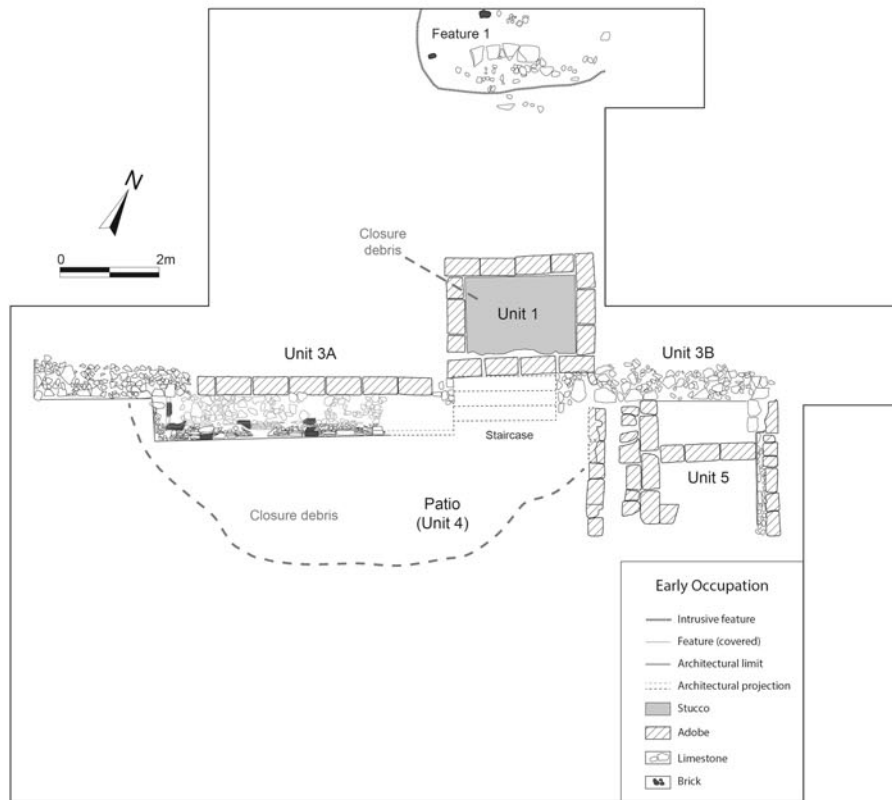 Feature 1
N
0 2m
Closure
debris
Unit 1
Unit 3A
Unit 3B
Staircase
Unit 5
Closure debris
Patio
(Unit 4)
Early Occupation
Intrusive feature
Feature (covered)
Architectural limit
Architectural projection
Stucco
Adobe
Limestone
Brick